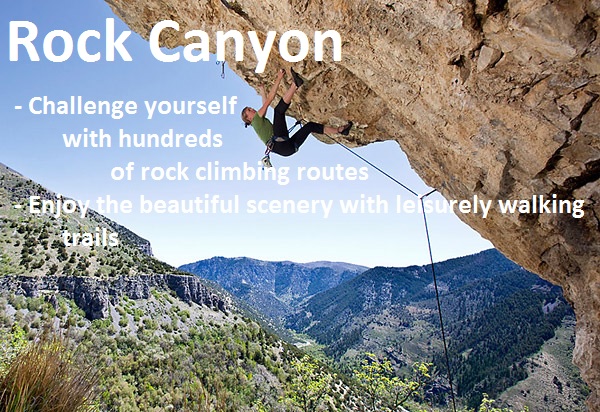 Rock Canyon
- Challenge yourself
with hundreds
of rock climbing routes
- Enjoy the beautiful scenery with leisurely walking
trails